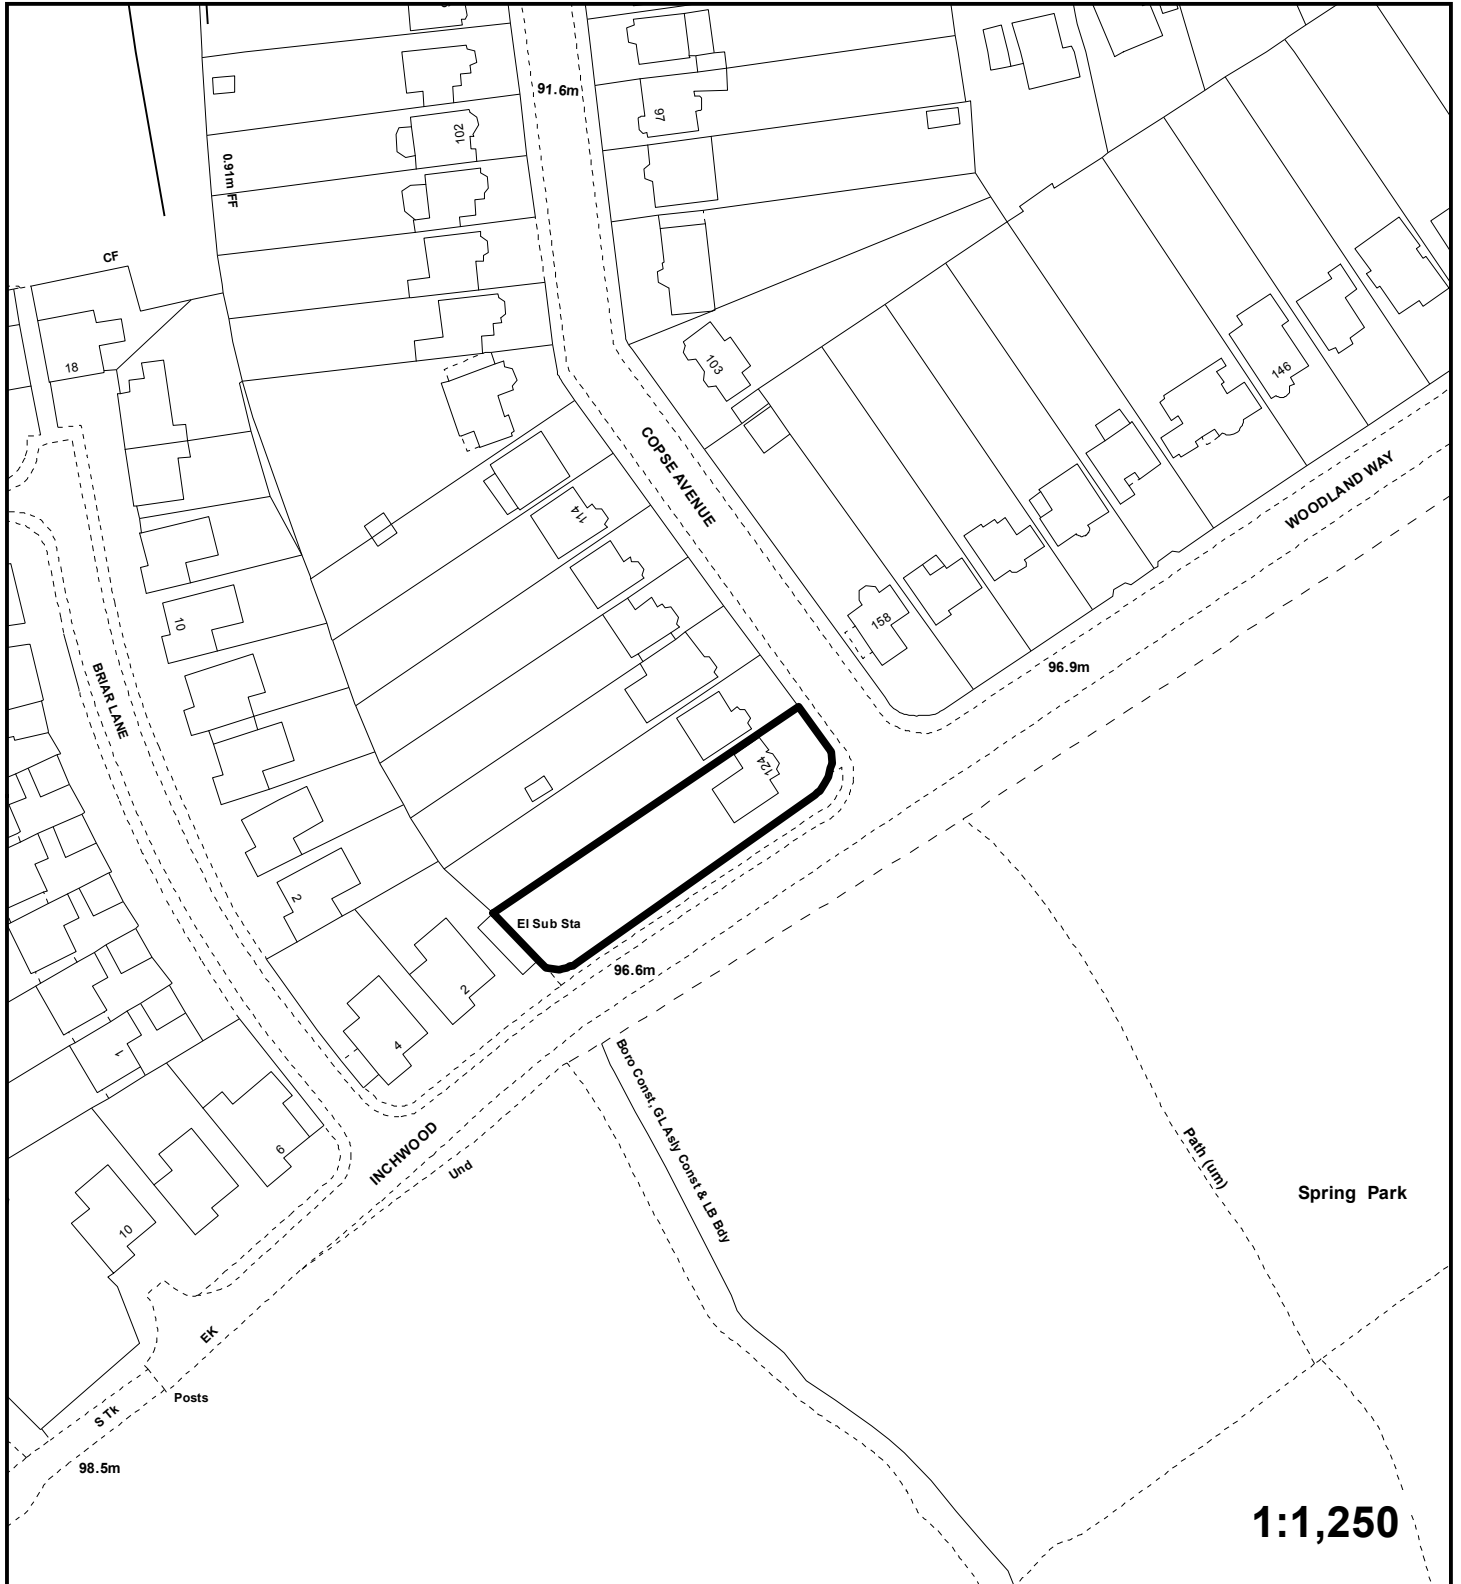 91.6m
97
102
0.91m FF
CF
18
103
146
COPSE AVENUE
WOODLAND WAY
114
10
158
BRIAR LANE
96.9m
124
2
El Sub Sta
96.6m
2
4
1
Boro Const, GL Asly Const & LB Bdy
6
INCHWOOD
Und
Path (um)
Spring Park
10
EK
Posts
S Tk
98.5m
1:1,250